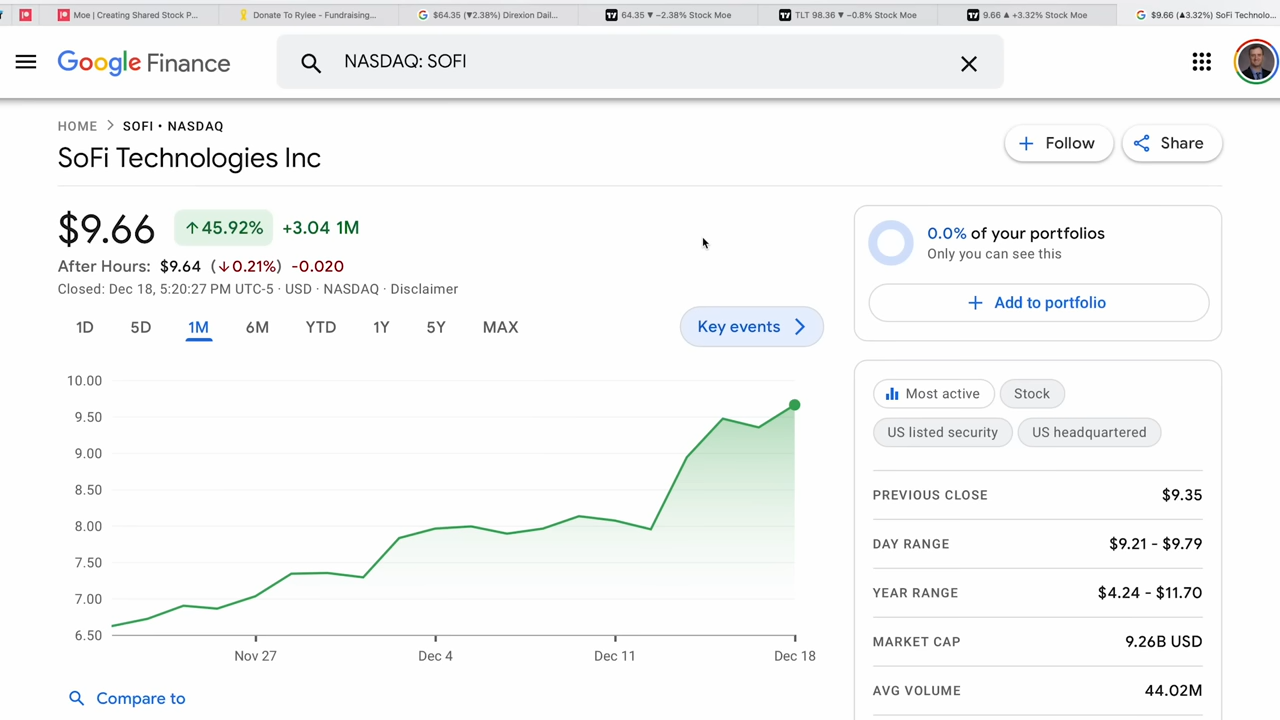 Moe | Creating Shared Stock P...
Donate To Rylee - Fundraising...
$64.35 (▼2.38%) Direxion Dail...
64.35 ▼ −2.38% Stock Moe
TLT 98.36 ▼ −0.8% Stock Moe
9.66 ▲ +3.32% Stock Moe
$9.66 (▲3.32%) SoFi Technolo...
Google Finance
NASDAQ: SOFI
HOME > SOFI • NASDAQ
SoFi Technologies Inc
+ Follow
Share
$9.66 ↑45.92% +3.04 1M
After Hours: $9.64 (↓0.21%) -0.020
Closed: Dec 18, 5:20:27 PM UTC-5 · USD · NASDAQ · Disclaimer
1D 5D 1M 6M YTD 1Y 5Y MAX
Key events >
10.00
9.50
9.00
8.50
8.00
7.50
7.00
6.50
Nov 27 Dec 4 Dec 11 Dec 18
Compare to
0.0% of your portfolios
Only you can see this
+ Add to portfolio
Most active Stock
US listed security US headquartered
PREVIOUS CLOSE $9.35
DAY RANGE $9.21 - $9.79
YEAR RANGE $4.24 - $11.70
MARKET CAP 9.26B USD
AVG VOLUME 44.02M